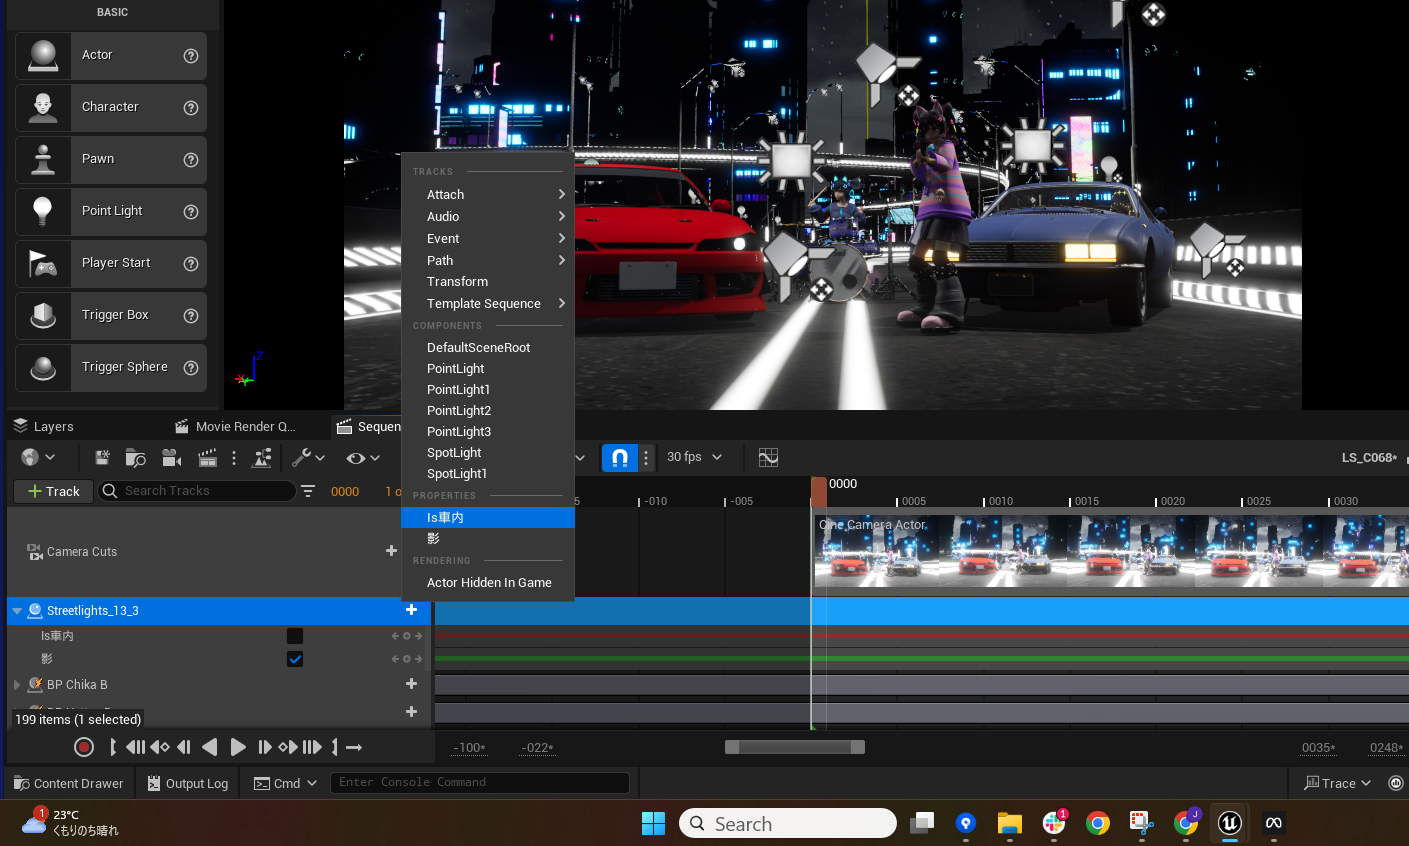 BASIC
Actor
Character
Pawn
Point Light
Player Start
Trigger Box
Trigger Sphere
TRACKS
Attach
Audio
Event
Path
Transform
Template Sequence
COMPONENTS
DefaultSceneRoot
PointLight
PointLight1
PointLight2
PointLight3
SpotLight
SpotLight1
PROPERTIES
Is車内
影
RENDERING
Actor Hidden In Game
Z
Layers
Movie Render Q...
Sequen
30 fps
LS_C068*
Track
Search Tracks
0000
1 o
5
-010
-005
0000
0005
0010
0015
0020
0025
0030
Camera Cuts
Cine Camera Actor
Streetlights_13_3
Is車内
影
BP Chika B
199 items (1 selected)
-100*
-022*
0035*
0248*
Content Drawer
Output Log
Cmd
Enter Console Command
Trace
1
23°C
くもりのち晴れ
Search
1
J